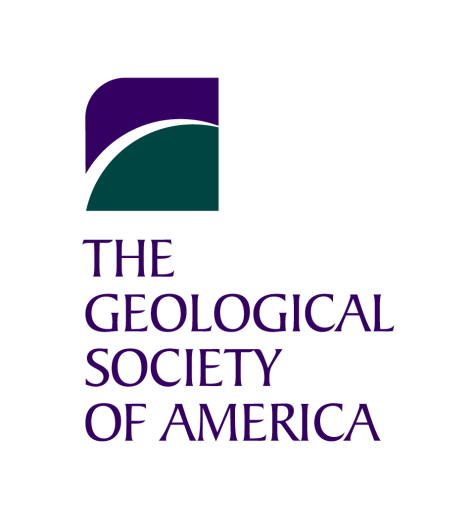 THE
GEOLOGICAL
SOCIETY
OF AMERICA